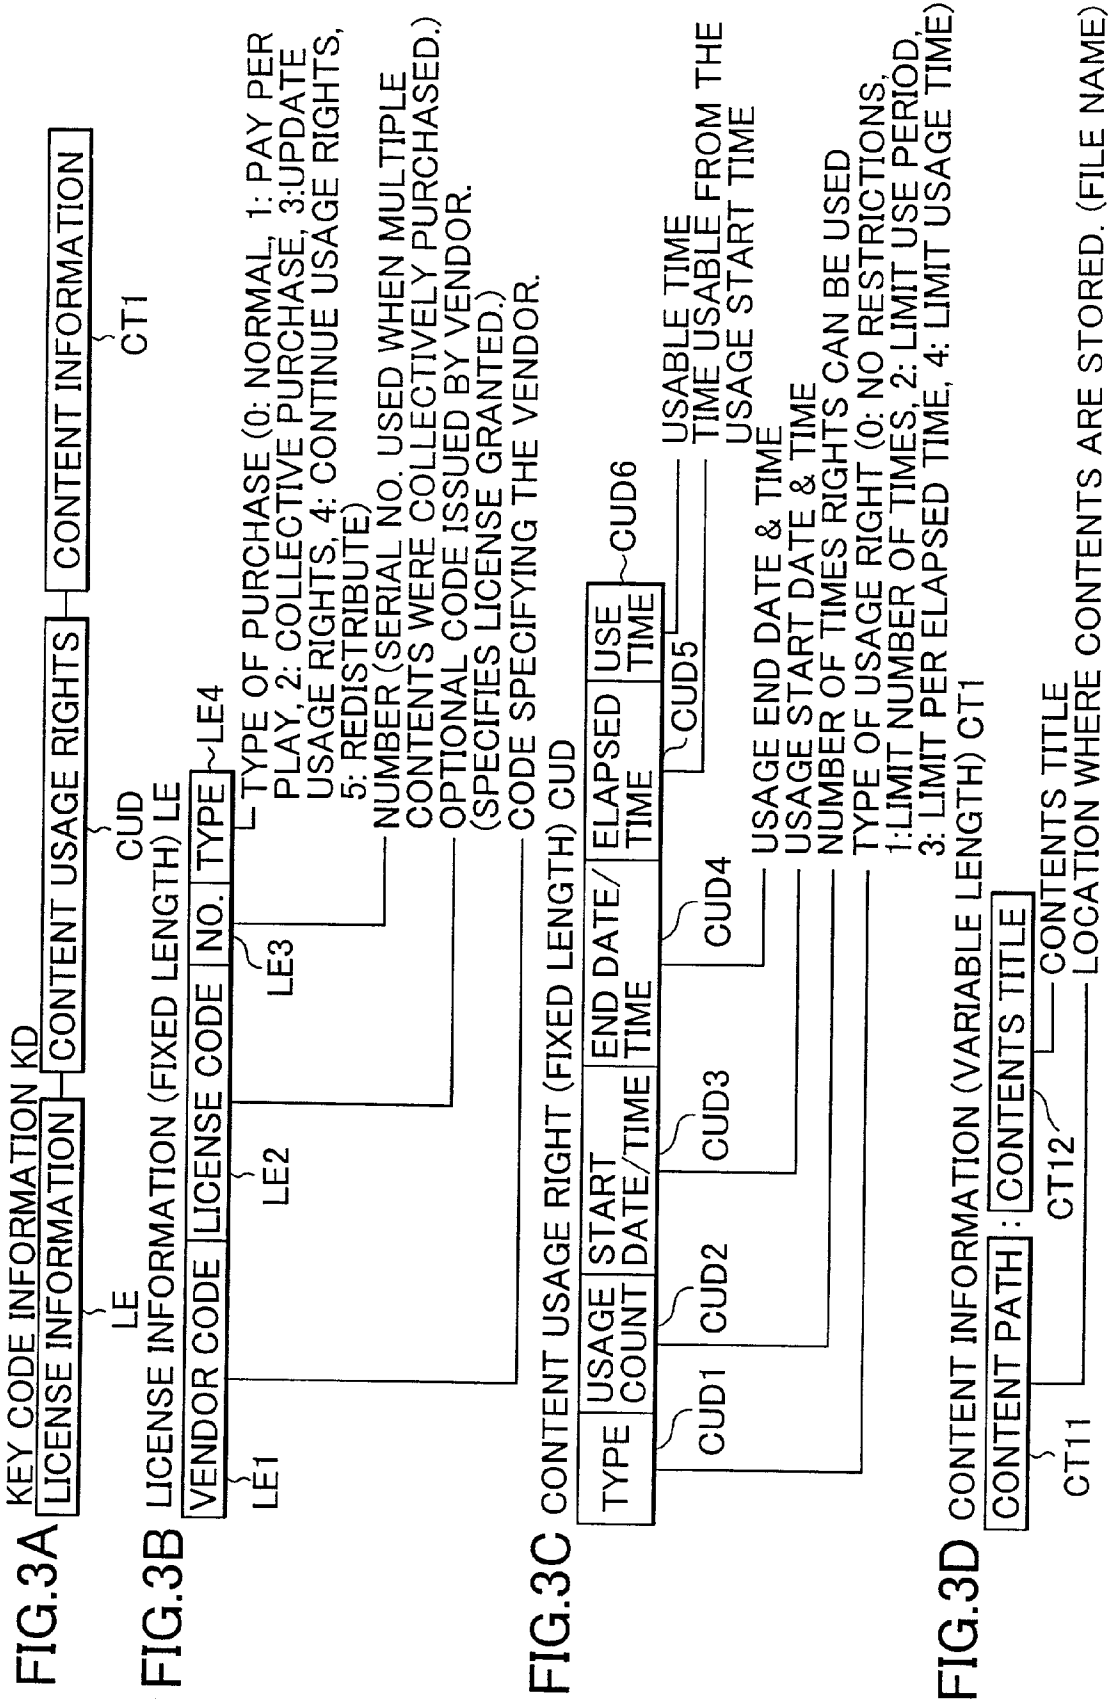 FIG.3A KEY CODE INFORMATION KD
LICENSE INFORMATION CONTENT USAGE RIGHTS CONTENT INFORMATION
LE CUD CT1
FIG.3B LICENSE INFORMATION (FIXED LENGTH) LE
VENDOR CODE LICENSE CODE NO. TYPE
LE1 LE2 LE3 LE4
TYPE OF PURCHASE (0: NORMAL, 1: PAY PER
PLAY, 2: COLLECTIVE PURCHASE, 3:UPDATE
USAGE RIGHTS, 4: CONTINUE USAGE RIGHTS,
5: REDISTRIBUTE)
NUMBER (SERIAL NO. USED WHEN MULTIPLE
CONTENTS WERE COLLECTIVELY PURCHASED.)
OPTIONAL CODE ISSUED BY VENDOR.
(SPECIFIES LICENSE GRANTED.)
CODE SPECIFYING THE VENDOR.
FIG.3C CONTENT USAGE RIGHT (FIXED LENGTH) CUD
TYPE USAGE START END DATE/ ELAPSED USE
COUNT DATE/TIME TIME TIME TIME
CUD1 CUD2 CUD3 CUD4 CUD5 CUD6
USABLE TIME
TIME USABLE FROM THE
USAGE START TIME
USAGE END DATE & TIME
USAGE START DATE & TIME
NUMBER OF TIMES RIGHTS CAN BE USED
TYPE OF USAGE RIGHT (0: NO RESTRICTIONS,
1:LIMIT NUMBER OF TIMES, 2: LIMIT USE PERIOD,
3: LIMIT PER ELAPSED TIME, 4: LIMIT USAGE TIME)
FIG.3D CONTENT INFORMATION (VARIABLE LENGTH) CT1
CONTENT PATH : CONTENTS TITLE
CT11 CT12
CONTENTS TITLE
LOCATION WHERE CONTENTS ARE STORED. (FILE NAME)